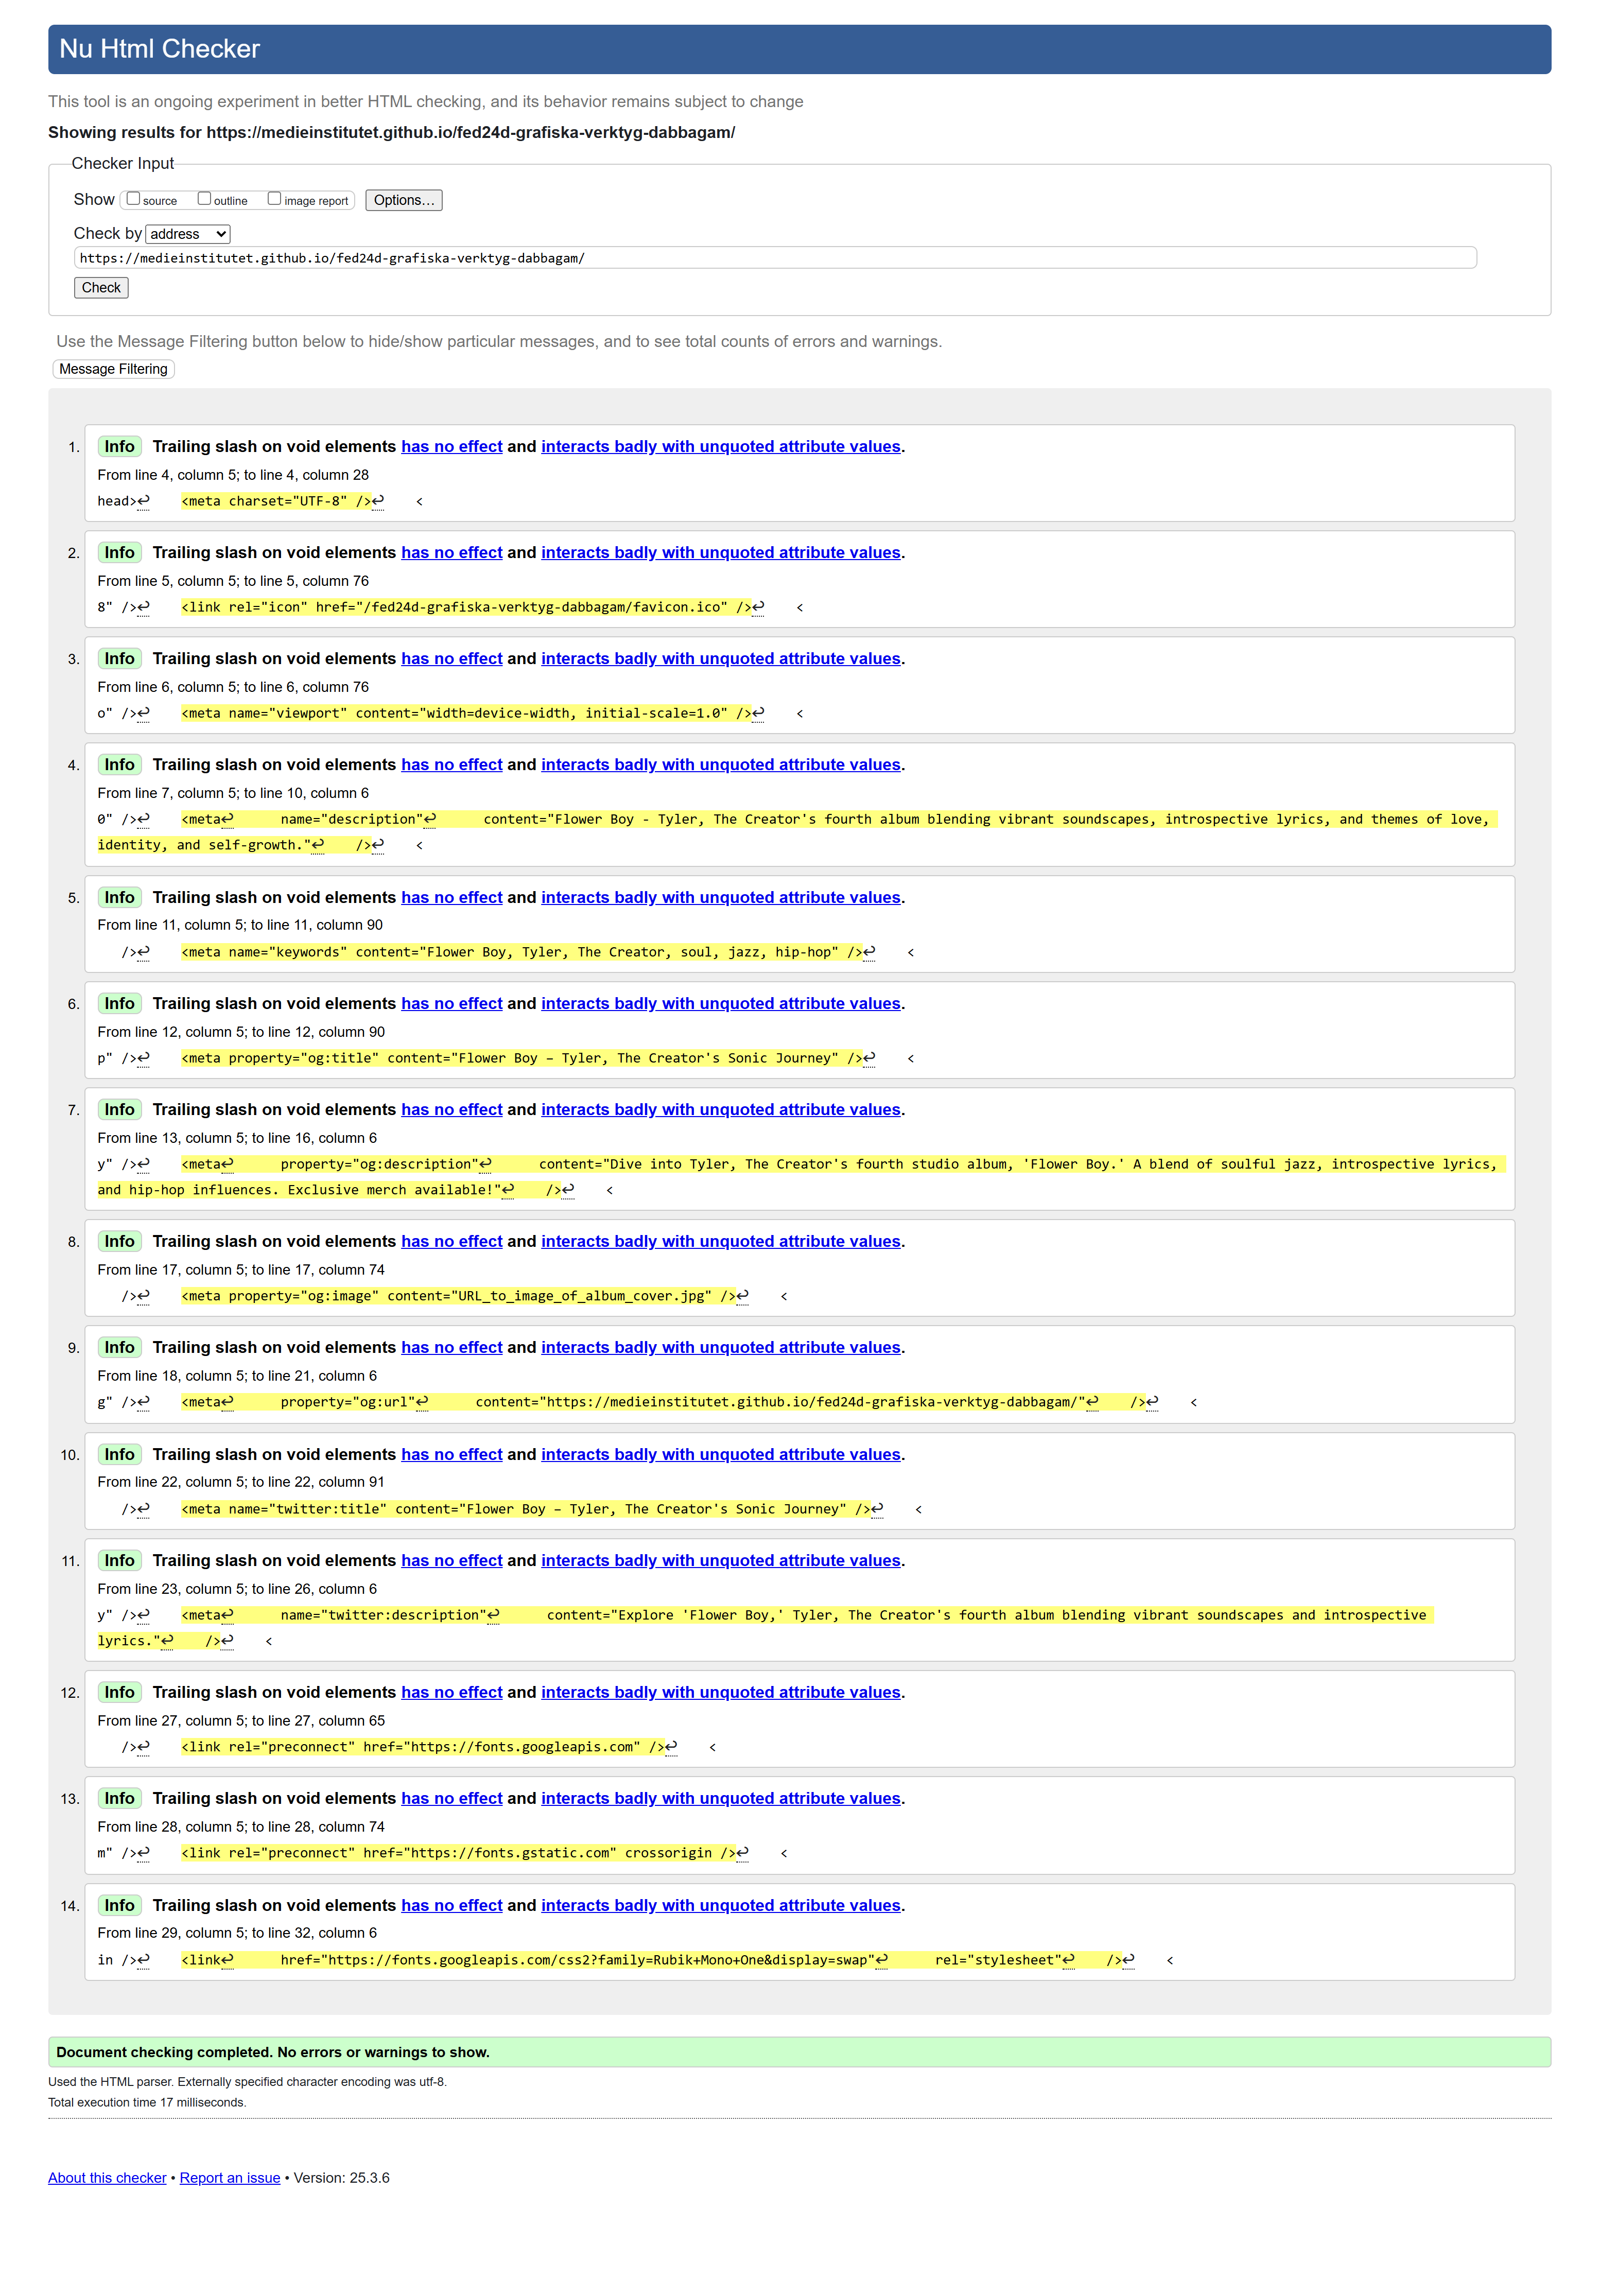 Nu Html Checker
This tool is an ongoing experiment in better HTML checking, and its behavior remains subject to change
Showing results for https://medieinstitutet.github.io/fed24d-grafiska-verktyg-dabbagam/
Checker Input
Show source outline image report Options...
Check by address
https://medieinstitutet.github.io/fed24d-grafiska-verktyg-dabbagam/
Check
Use the Message Filtering button below to hide/show particular messages, and to see total counts of errors and warnings.
Message Filtering
1. Info Trailing slash on void elements has no effect and interacts badly with unquoted attribute values.
From line 4, column 5; to line 4, column 28
head>↩    <meta charset="UTF-8" />↩    <
2. Info Trailing slash on void elements has no effect and interacts badly with unquoted attribute values.
From line 5, column 5; to line 5, column 76
8" />↩    <link rel="icon" href="/fed24d-grafiska-verktyg-dabbagam/favicon.ico" />↩    <
3. Info Trailing slash on void elements has no effect and interacts badly with unquoted attribute values.
From line 6, column 5; to line 6, column 76
o" />↩    <meta name="viewport" content="width=device-width, initial-scale=1.0" />↩    <
4. Info Trailing slash on void elements has no effect and interacts badly with unquoted attribute values.
From line 7, column 5; to line 10, column 6
0" />↩    <meta↩      name="description"↩      content="Flower Boy - Tyler, The Creator's fourth album blending vibrant soundscapes, introspective lyrics, and themes of love,
identity, and self-growth."↩    />↩    <
5. Info Trailing slash on void elements has no effect and interacts badly with unquoted attribute values.
From line 11, column 5; to line 11, column 90
/>↩    <meta name="keywords" content="Flower Boy, Tyler, The Creator, soul, jazz, hip-hop" />↩    <
6. Info Trailing slash on void elements has no effect and interacts badly with unquoted attribute values.
From line 12, column 5; to line 12, column 90
p" />↩    <meta property="og:title" content="Flower Boy – Tyler, The Creator's Sonic Journey" />↩    <
7. Info Trailing slash on void elements has no effect and interacts badly with unquoted attribute values.
From line 13, column 5; to line 16, column 6
y" />↩    <meta↩      property="og:description"↩      content="Dive into Tyler, The Creator's fourth studio album, 'Flower Boy.' A blend of soulful jazz, introspective lyrics,
and hip-hop influences. Exclusive merch available!"↩    />↩    <
8. Info Trailing slash on void elements has no effect and interacts badly with unquoted attribute values.
From line 17, column 5; to line 17, column 74
/>↩    <meta property="og:image" content="URL_to_image_of_album_cover.jpg" />↩    <
9. Info Trailing slash on void elements has no effect and interacts badly with unquoted attribute values.
From line 18, column 5; to line 21, column 6
g" />↩    <meta↩      property="og:url"↩      content="https://medieinstitutet.github.io/fed24d-grafiska-verktyg-dabbagam/"↩    />↩    <
10. Info Trailing slash on void elements has no effect and interacts badly with unquoted attribute values.
From line 22, column 5; to line 22, column 91
/>↩    <meta name="twitter:title" content="Flower Boy – Tyler, The Creator's Sonic Journey" />↩    <
11. Info Trailing slash on void elements has no effect and interacts badly with unquoted attribute values.
From line 23, column 5; to line 26, column 6
y" />↩    <meta↩      name="twitter:description"↩      content="Explore 'Flower Boy,' Tyler, The Creator's fourth album blending vibrant soundscapes and introspective
lyrics."↩    />↩    <
12. Info Trailing slash on void elements has no effect and interacts badly with unquoted attribute values.
From line 27, column 5; to line 27, column 65
/>↩    <link rel="preconnect" href="https://fonts.googleapis.com" />↩    <
13. Info Trailing slash on void elements has no effect and interacts badly with unquoted attribute values.
From line 28, column 5; to line 28, column 74
m" />↩    <link rel="preconnect" href="https://fonts.gstatic.com" crossorigin />↩    <
14. Info Trailing slash on void elements has no effect and interacts badly with unquoted attribute values.
From line 29, column 5; to line 32, column 6
in />↩    <link↩      href="https://fonts.googleapis.com/css2?family=Rubik+Mono+One&display=swap"↩      rel="stylesheet"↩    />↩    <
Document checking completed. No errors or warnings to show.
Used the HTML parser. Externally specified character encoding was utf-8.
Total execution time 17 milliseconds.
About this checker • Report an issue • Version: 25.3.6